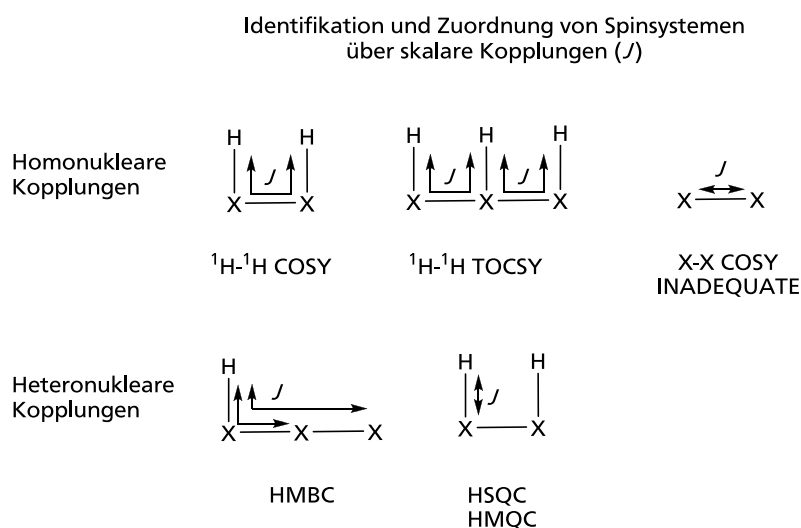 Identifikation und Zuordnung von Spinsystemen
über skalare Kopplungen (J)
Homonukleare
Kopplungen
H H
J
X X
H H H
J J
X X X
J
X X
¹H-¹H COSY
¹H-¹H TOCSY
X-X COSY
INADEQUATE
Heteronukleare
Kopplungen
H
J
X X X
H H
J
X X
HMBC
HSQC
HMQC